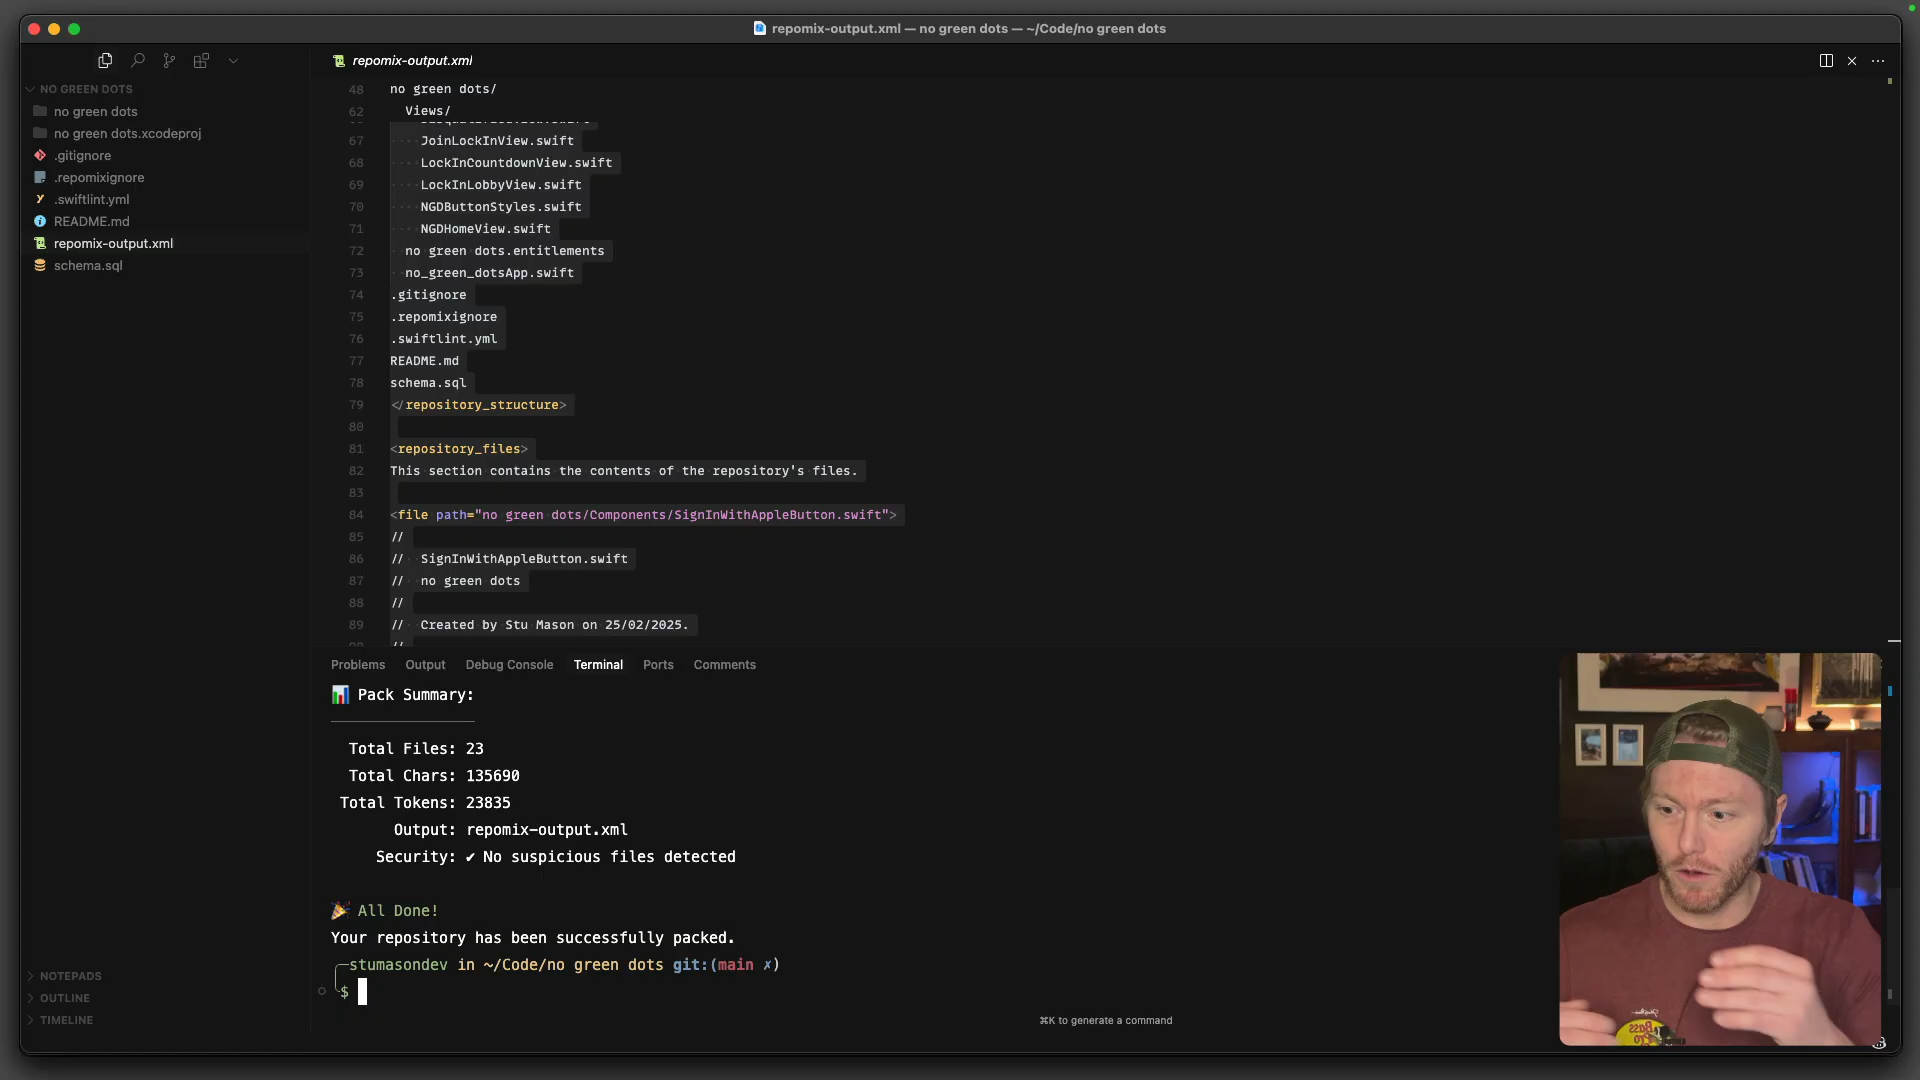 repomix-output.xml — no green dots — ~/Code/no green dots
repomix-output.xml
NO GREEN DOTS
no green dots
no green dots.xcodeproj
.gitignore
.repomixignore
.swiftlint.yml
README.md
repomix-output.xml
schema.sql
NOTEPADS
OUTLINE
TIMELINE
48 no green dots/
62 Views/
67 JoinLockInView.swift
68 LockInCountdownView.swift
69 LockInLobbyView.swift
70 NGDButtonStyles.swift
71 NGDHomeView.swift
72 no green dots.entitlements
73 no_green_dotsApp.swift
74 .gitignore
75 .repomixignore
76 .swiftlint.yml
77 README.md
78 schema.sql
79 </repository_structure>
80
81 <repository_files>
82 This section contains the contents of the repository's files.
83
84 <file path="no green dots/Components/SignInWithAppleButton.swift">
85 //
86 // SignInWithAppleButton.swift
87 // no green dots
88 //
89 // Created by Stu Mason on 25/02/2025.
Problems Output Debug Console Terminal Ports Comments
📊 Pack Summary:
Total Files: 23
Total Chars: 135690
Total Tokens: 23835
Output: repomix-output.xml
Security: ✔ No suspicious files detected
🎉 All Done!
Your repository has been successfully packed.
stumasondev in ~/Code/no green dots git:(main ✗)
$
⌘K to generate a command